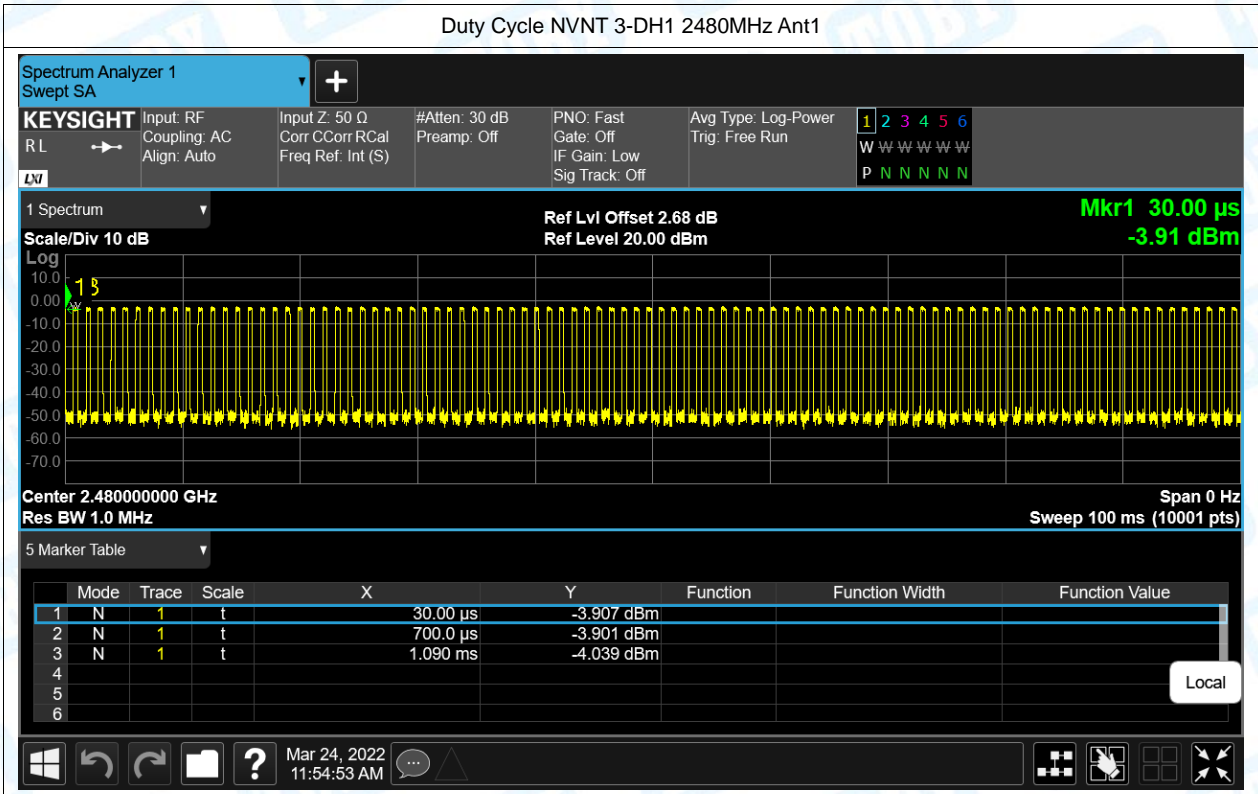 Duty Cycle NVNT 3-DH1 2480MHz Ant1
Spectrum Analyzer 1
Swept SA
KEYSIGHT
RL
LXI
Input: RF
Coupling: AC
Align: Auto
Input Z: 50 Ω
Corr CCorr RCal
Freq Ref: Int (S)
#Atten: 30 dB
Preamp: Off
PNO: Fast
Gate: Off
IF Gain: Low
Sig Track: Off
Avg Type: Log-Power
Trig: Free Run
1 2 3 4 5 6
W W W W W W
P N N N N N
1 Spectrum
Scale/Div 10 dB
Ref Lvl Offset 2.68 dB
Ref Level 20.00 dBm
Mkr1 30.00 µs
-3.91 dBm
Log
10.0
0.00
-10.0
-20.0
-30.0
-40.0
-50.0
-60.0
-70.0
1
3
Center 2.480000000 GHz
Res BW 1.0 MHz
Span 0 Hz
Sweep 100 ms (10001 pts)
5 Marker Table
Mode Trace Scale X Y Function Function Width Function Value
1 N 1 t 30.00 µs -3.907 dBm
2 N 1 t 700.0 µs -3.901 dBm
3 N 1 t 1.090 ms -4.039 dBm
4
5
6
Local
?
Mar 24, 2022
11:54:53 AM